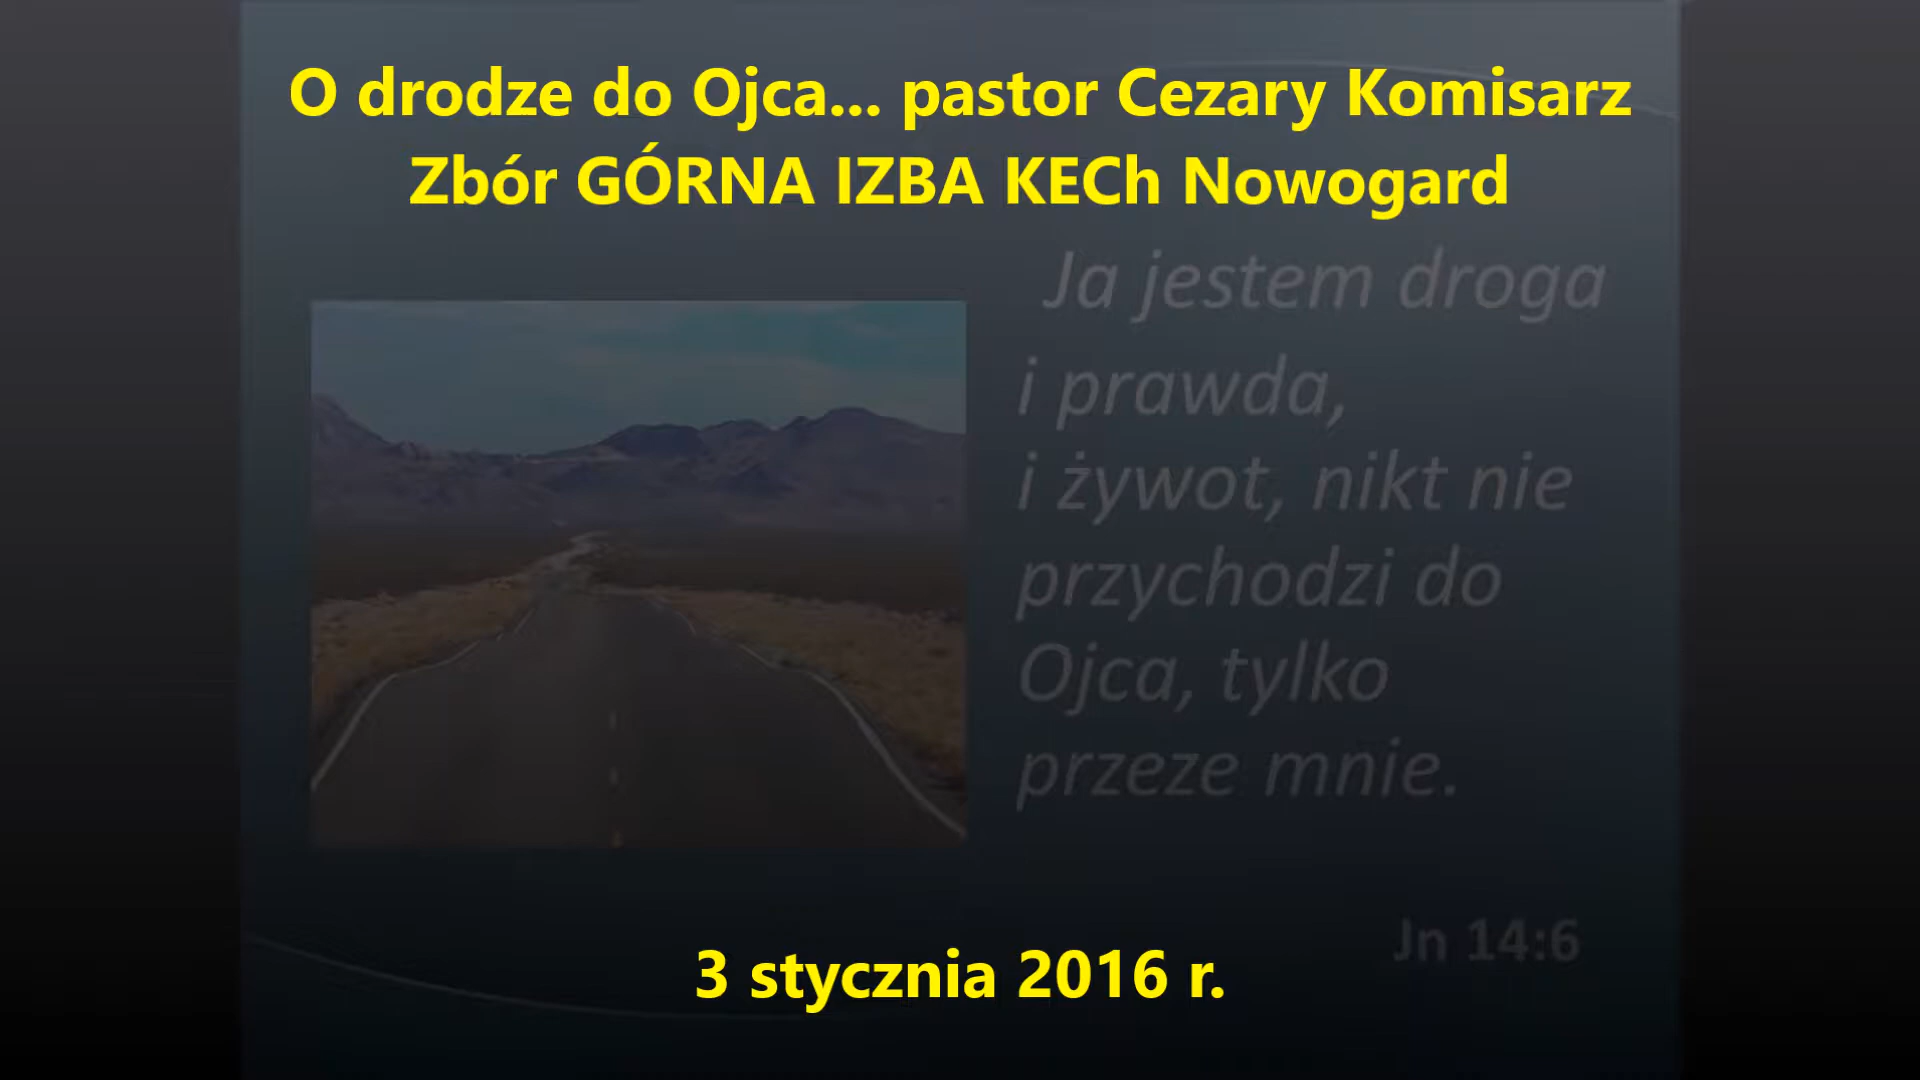 O drodze do Ojca... pastor Cezary Komisarz
Zbór GÓRNA IZBA KECh Nowogard
Ja jestem droga
i prawda,
i żywot, nikt nie
przychodzi do
Ojca, tylko
przeze mnie.
Jn 14:6
3 stycznia 2016 r.